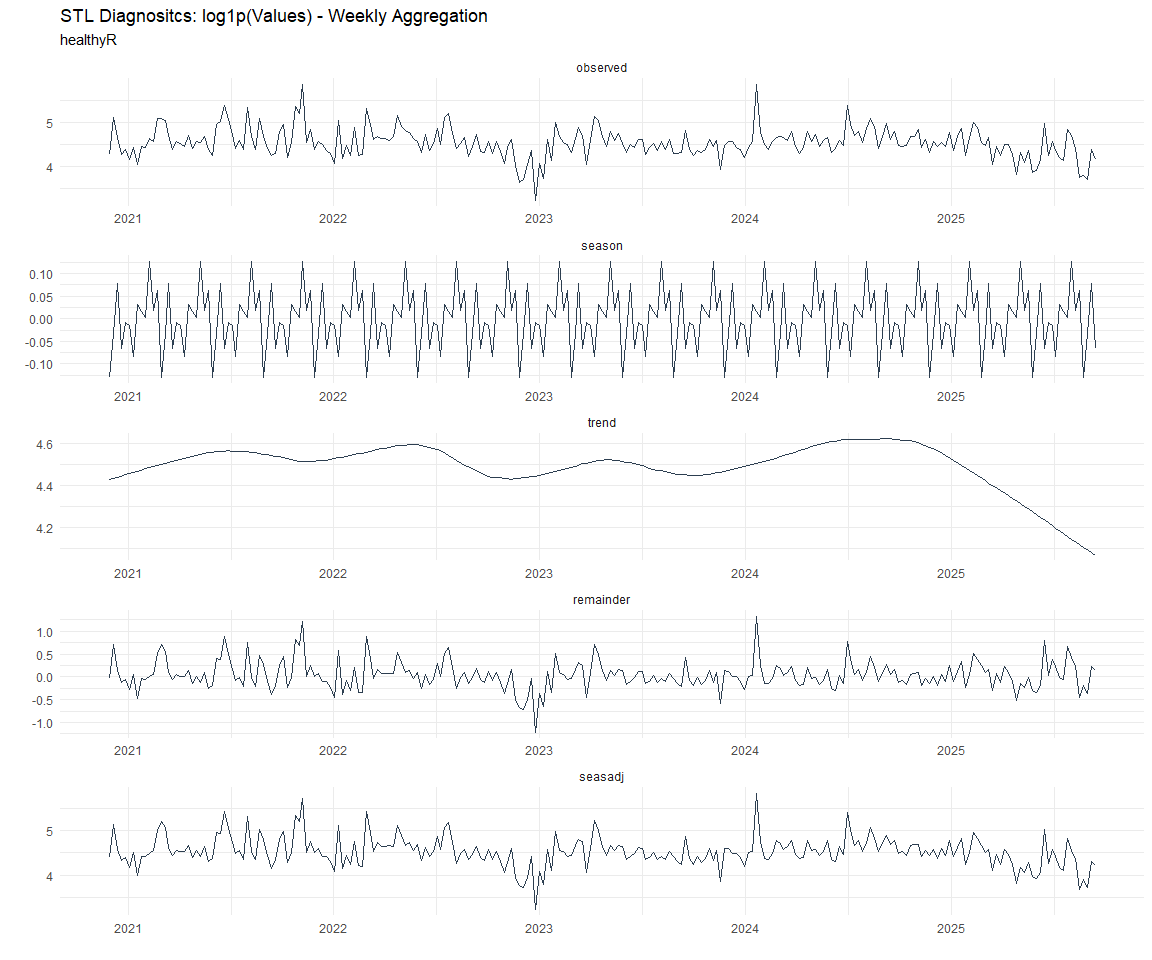 STL Diagnositcs: log1p(Values) - Weekly Aggregation
healthyR
observed
5
4
2021 2022 2023 2024 2025
season
0.10
0.05
0.00
-0.05
-0.10
2021 2022 2023 2024 2025
trend
4.6
4.4
4.2
2021 2022 2023 2024 2025
remainder
1.0
0.5
0.0
-0.5
-1.0
2021 2022 2023 2024 2025
seasadj
5
4
2021 2022 2023 2024 2025